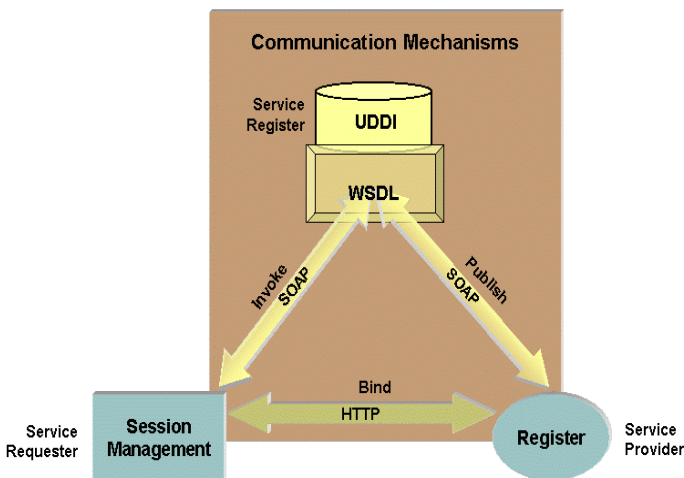 Communication Mechanisms
Service
Register
UDDI
WSDL
Invoke
SOAP
Publish
SOAP
Bind
HTTP
Service
Requester
Session
Management
Register
Service
Provider